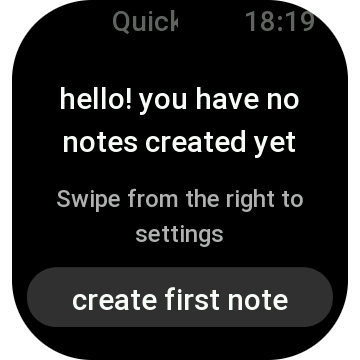 Quick 18:19
hello! you have no
notes created yet
Swipe from the right to
settings
create first note